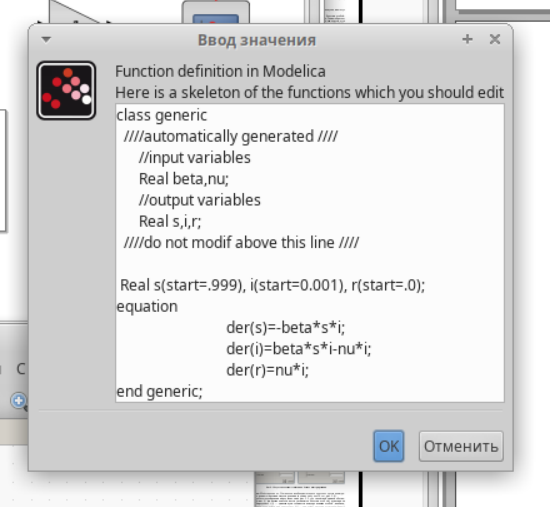 Ввод значения
Function definition in Modelica
Here is a skeleton of the functions which you should edit
class generic
////automatically generated ////
//input variables
Real beta,nu;
//output variables
Real s,i,r;
////do not modif above this line ////
Real s(start=.999), i(start=0.001), r(start=.0);
equation
der(s)=-beta*s*i;
der(i)=beta*s*i-nu*i;
der(r)=nu*i;
end generic;
OK
Отменить